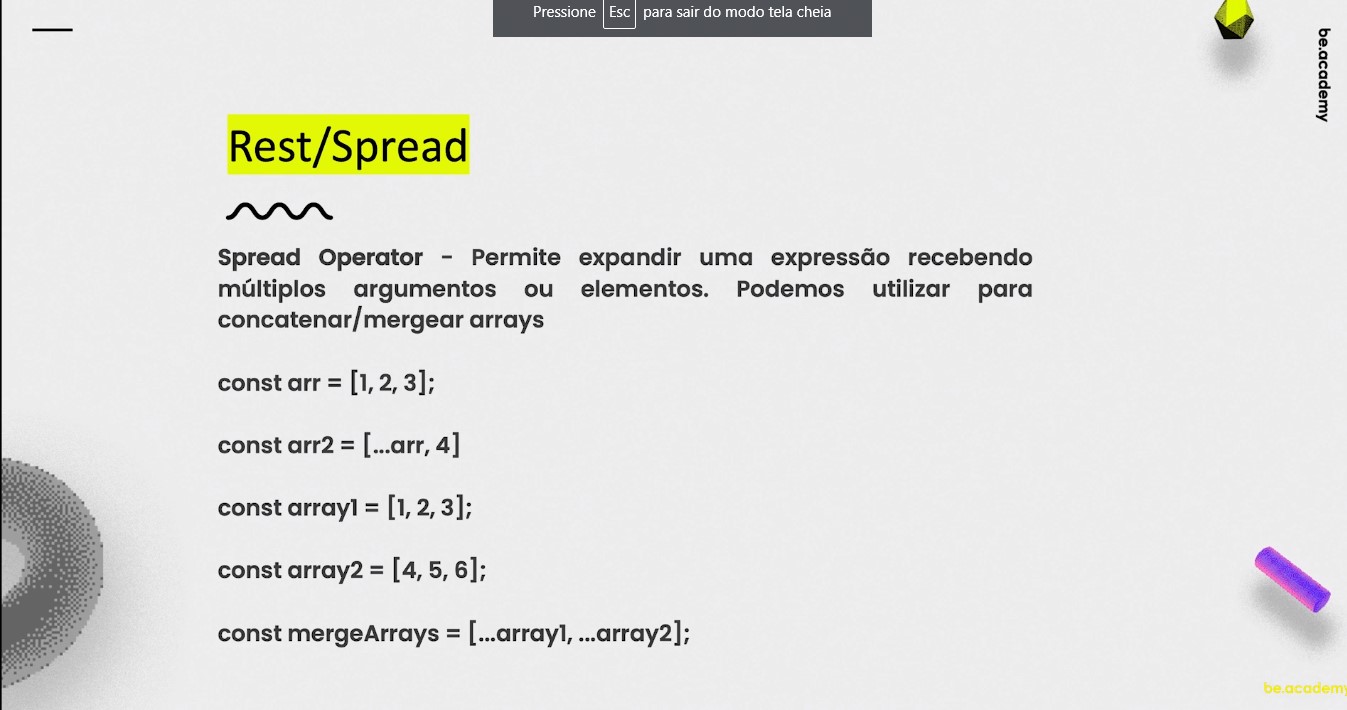 Pressione Esc para sair do modo tela cheia
be.academy
Rest/Spread
Spread Operator - Permite expandir uma expressão recebendo
múltiplos argumentos ou elementos. Podemos utilizar para
concatenar/mergear arrays
const arr = [1, 2, 3];
const arr2 = [...arr, 4]
const array1 = [1, 2, 3];
const array2 = [4, 5, 6];
const mergeArrays = [...array1, ...array2];
be.academy